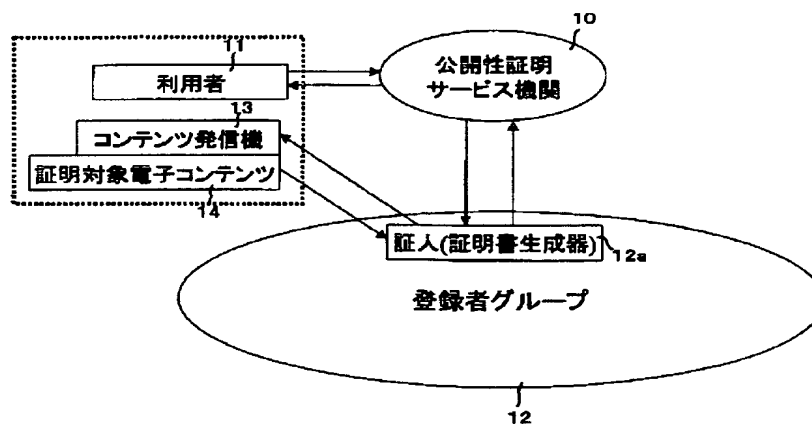 10
公開性証明
サービス機関
11
利用者
13
コンテンツ発信機
証明対象電子コンテンツ
14
証人(証明書生成器)
12a
登録者グループ
12